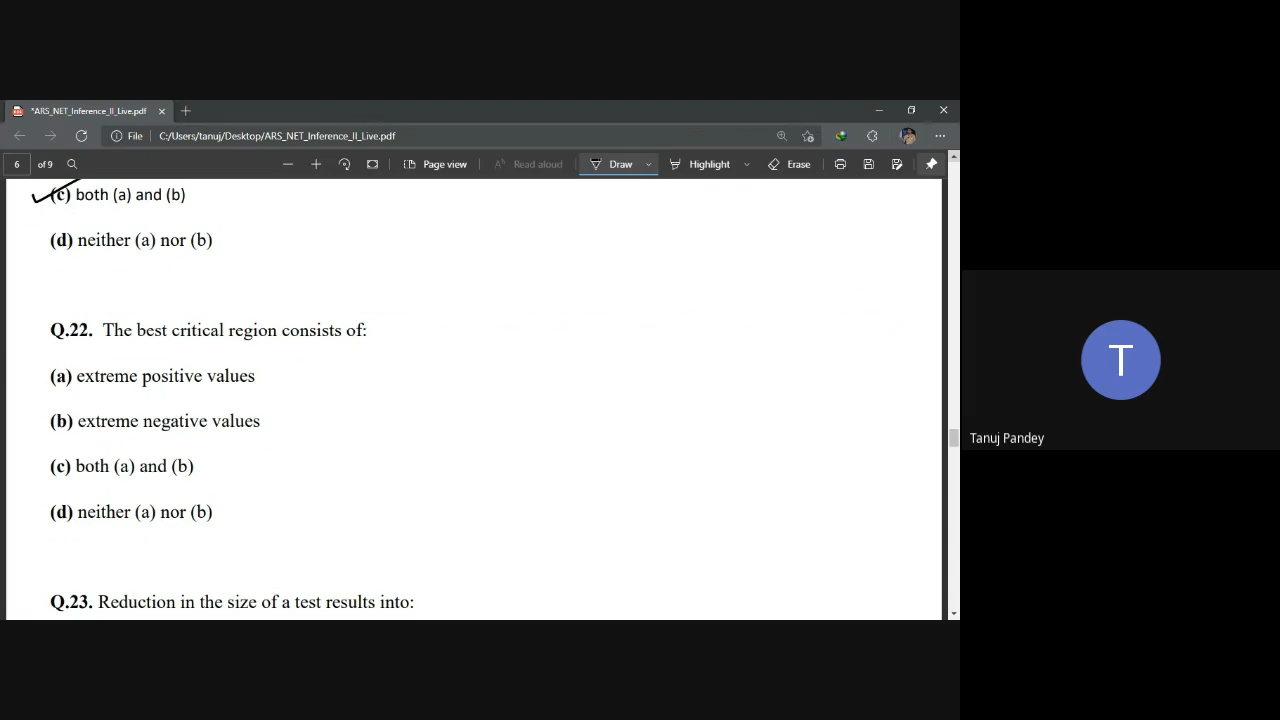 *ARS_NET_Inference_II_Live.pdf
File C:/Users/tanuj/Desktop/ARS_NET_Inference_II_Live.pdf
6 of 9 Page view Read aloud Draw Highlight Erase
(c) both (a) and (b)
(d) neither (a) nor (b)
Q.22. The best critical region consists of:
(a) extreme positive values
(b) extreme negative values
(c) both (a) and (b)
(d) neither (a) nor (b)
Q.23. Reduction in the size of a test results into:
T
Tanuj Pandey